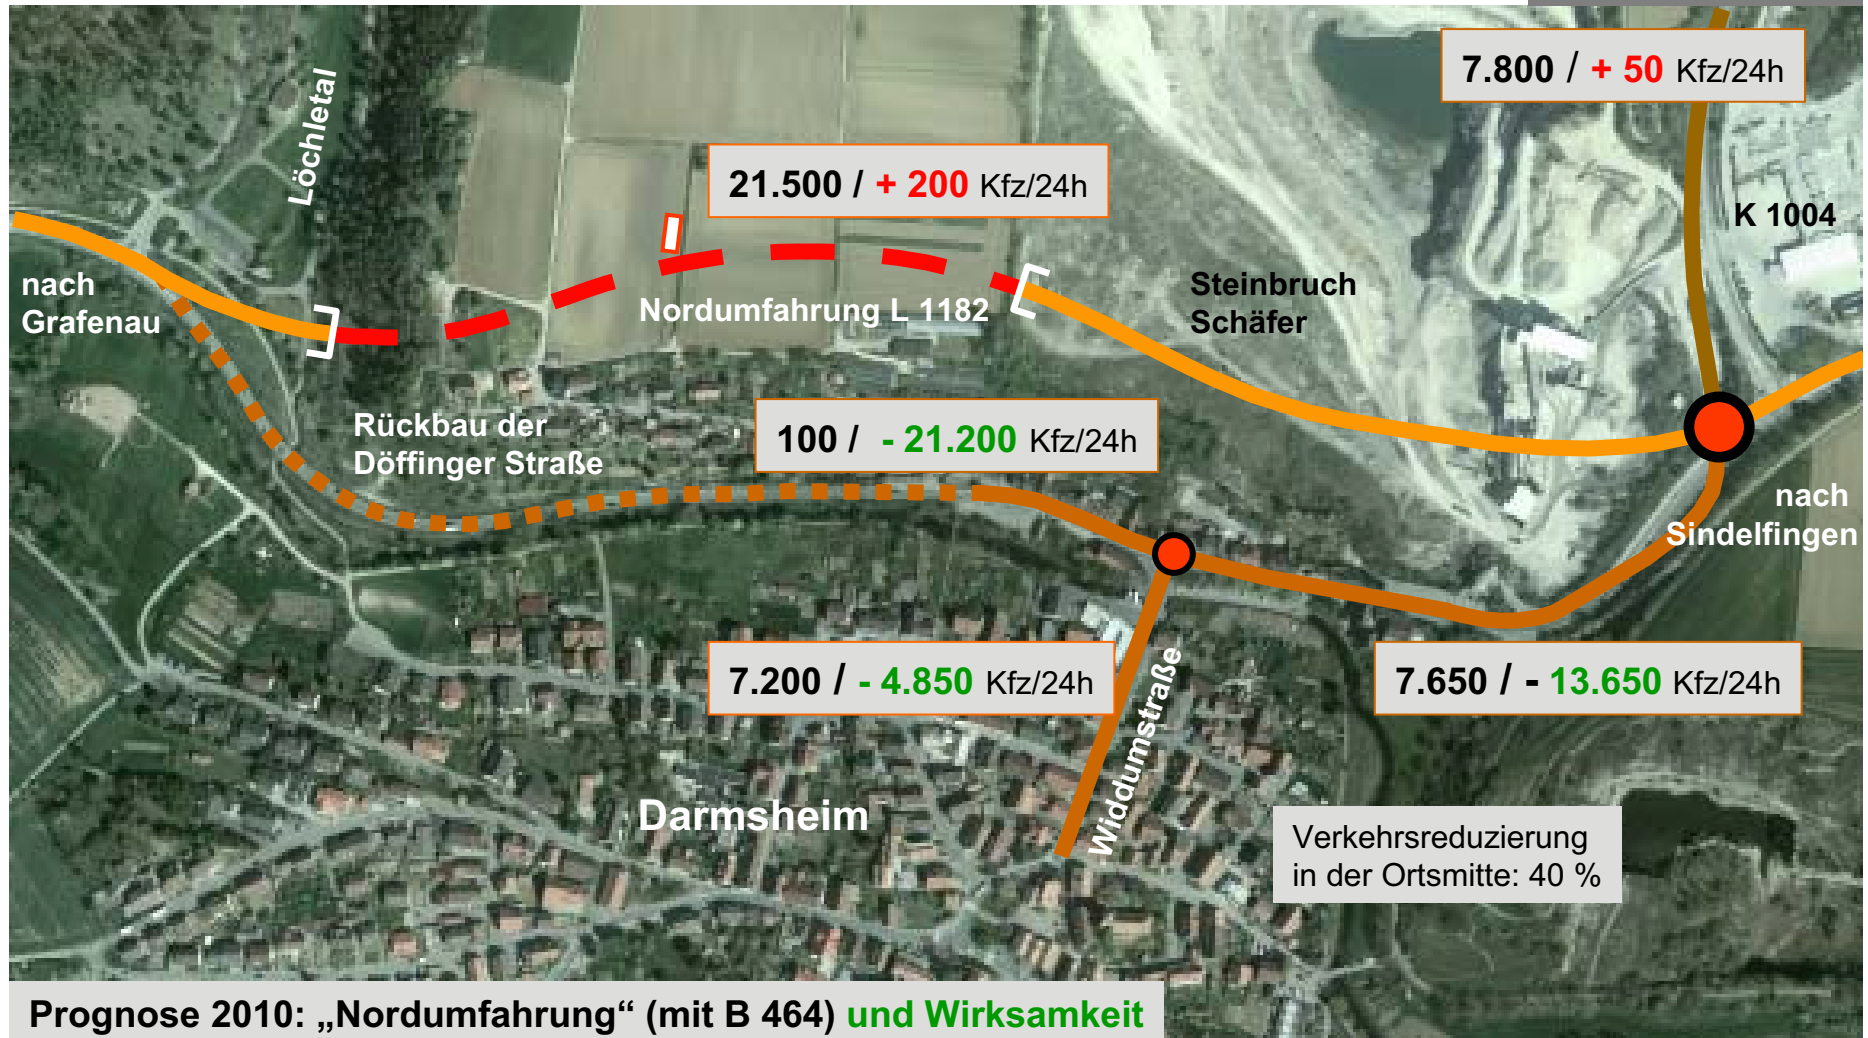 7.800 / + 50 Kfz/24h
Löchletal
21.500 / + 200 Kfz/24h
K 1004
nach
Grafenau
Nordumfahrung L 1182
Steinbruch
Schäfer
Rückbau der
Döffinger Straße
100 / - 21.200 Kfz/24h
nach
Sindelfingen
7.200 / - 4.850 Kfz/24h
Widdumstraße
7.650 / - 13.650 Kfz/24h
Darmsheim
Verkehrsreduzierung
in der Ortsmitte: 40 %
Prognose 2010: „Nordumfahrung“ (mit B 464) und Wirksamkeit